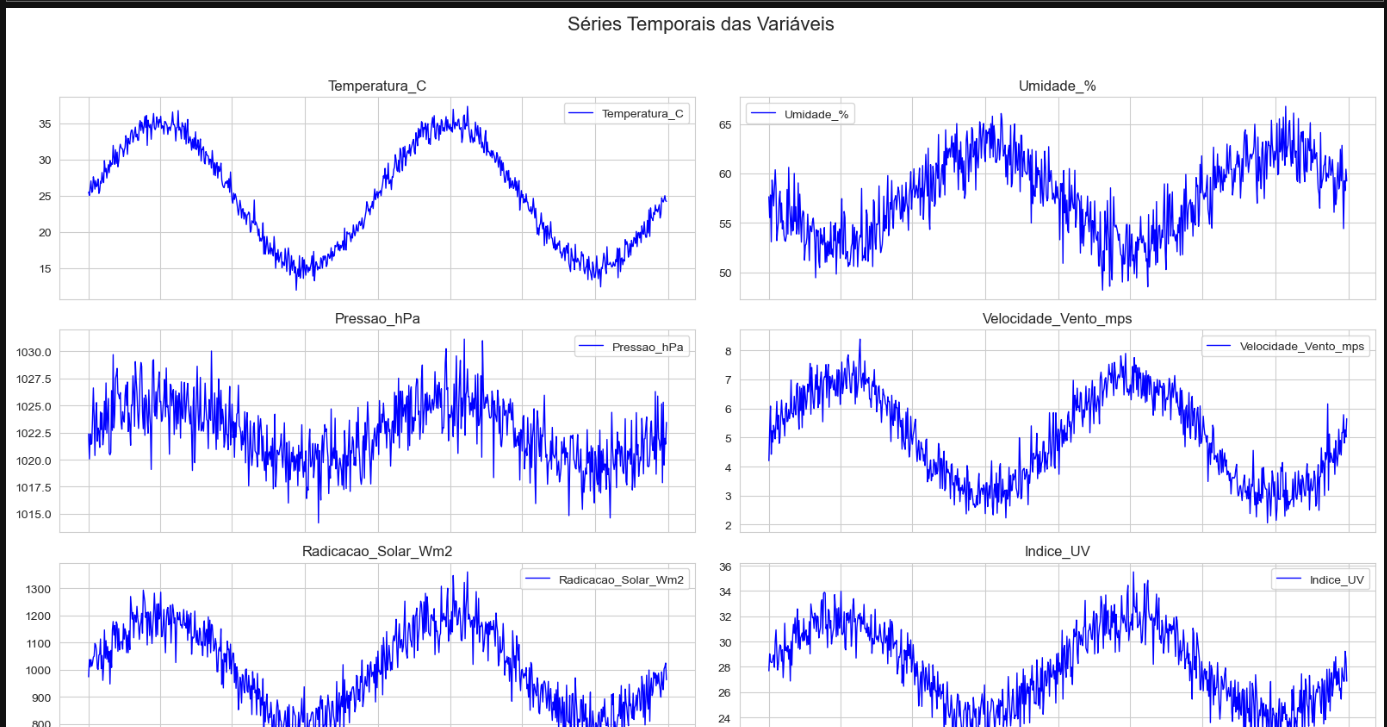 Séries Temporais das Variáveis
Temperatura_C
Temperatura_C
35
30
25
20
15
Umidade_%
Umidade_%
65
60
55
50
Pressao_hPa
Pressao_hPa
1030.0
1027.5
1025.0
1022.5
1020.0
1017.5
1015.0
Velocidade_Vento_mps
Velocidade_Vento_mps
8
7
6
5
4
3
2
Radicacao_Solar_Wm2
Radicacao_Solar_Wm2
1300
1200
1100
1000
900
800
Indice_UV
Indice_UV
36
34
32
30
28
26
24